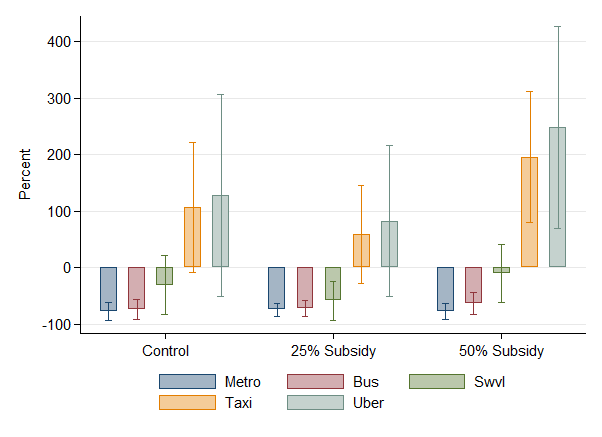 400
300
200
100
0
-100
Percent
Control 25% Subsidy 50% Subsidy
Metro Bus Swvl
Taxi Uber